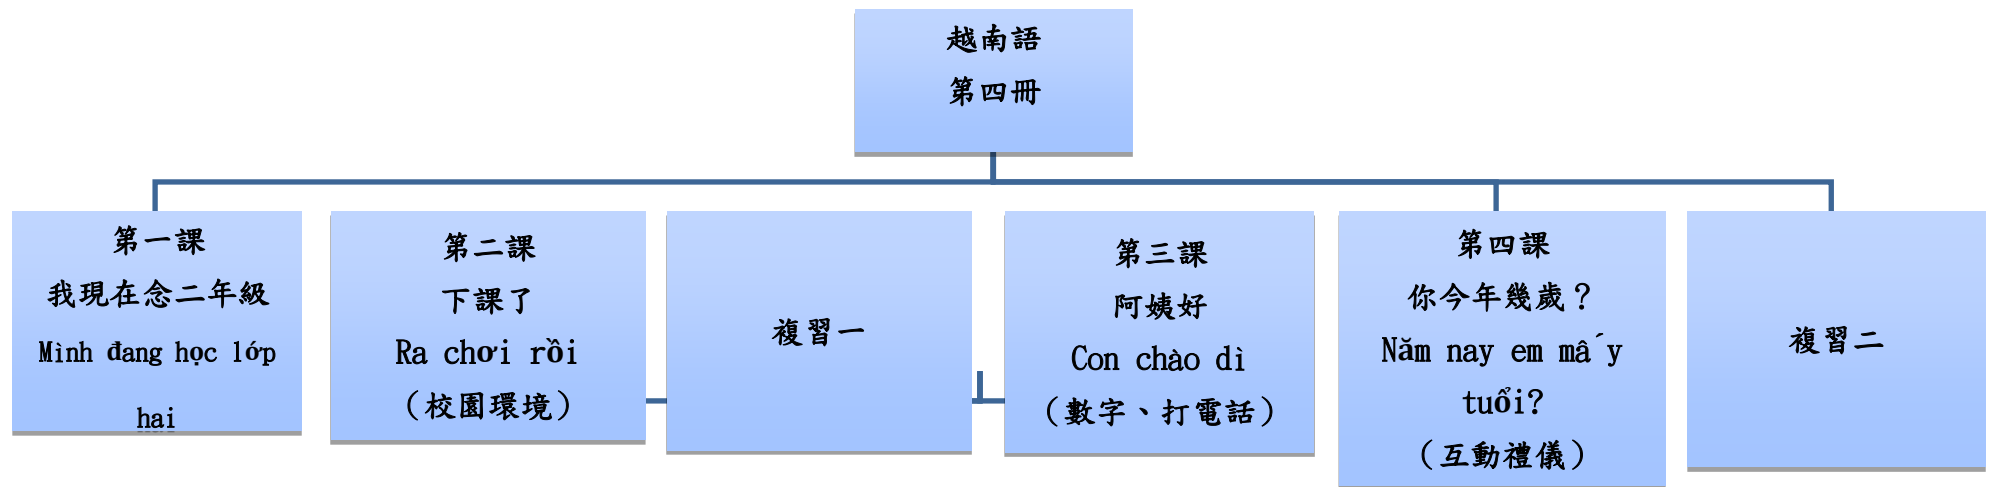 越南語
第四冊
第一課
我現在念二年級
Mình đang học lớp
hai
第二課
下課了
Ra chơi rồi
（校園環境）
複習一
第三課
阿姨好
Con chào dì
（數字、打電話）
第四課
你今年幾歲？
Năm nay em mấy
tuổi?
（互動禮儀）
複習二